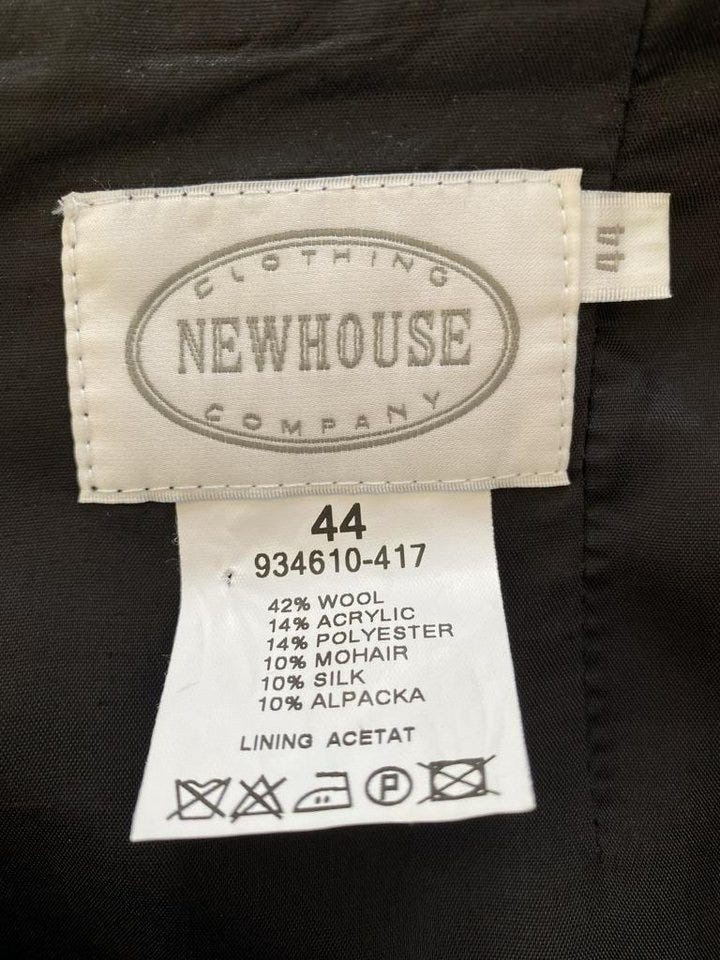 CLOTHING
NEWHOUSE
COMPANY
44
44
934610-417
42% WOOL
14% ACRYLIC
14% POLYESTER
10% MOHAIR
10% SILK
10% ALPACKA
LINING ACETAT
P